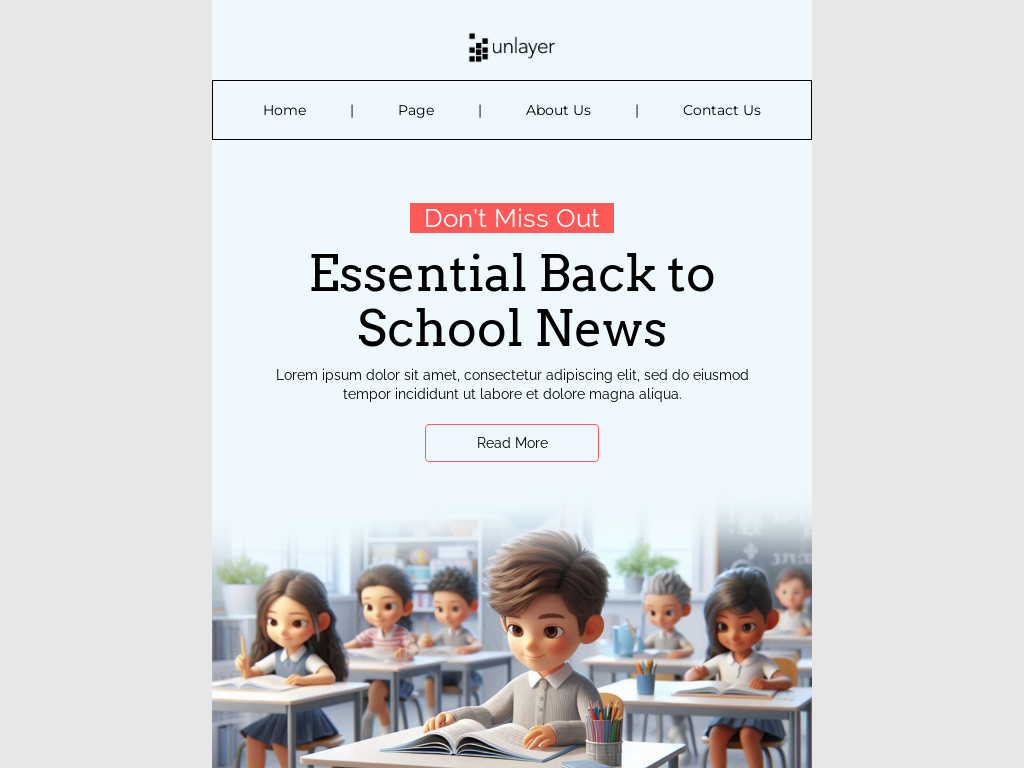 unlayer
Home | Page | About Us | Contact Us
Don't Miss Out
Essential Back to
School News
Lorem ipsum dolor sit amet, consectetur adipiscing elit, sed do eiusmod
tempor incididunt ut labore et dolore magna aliqua.
Read More